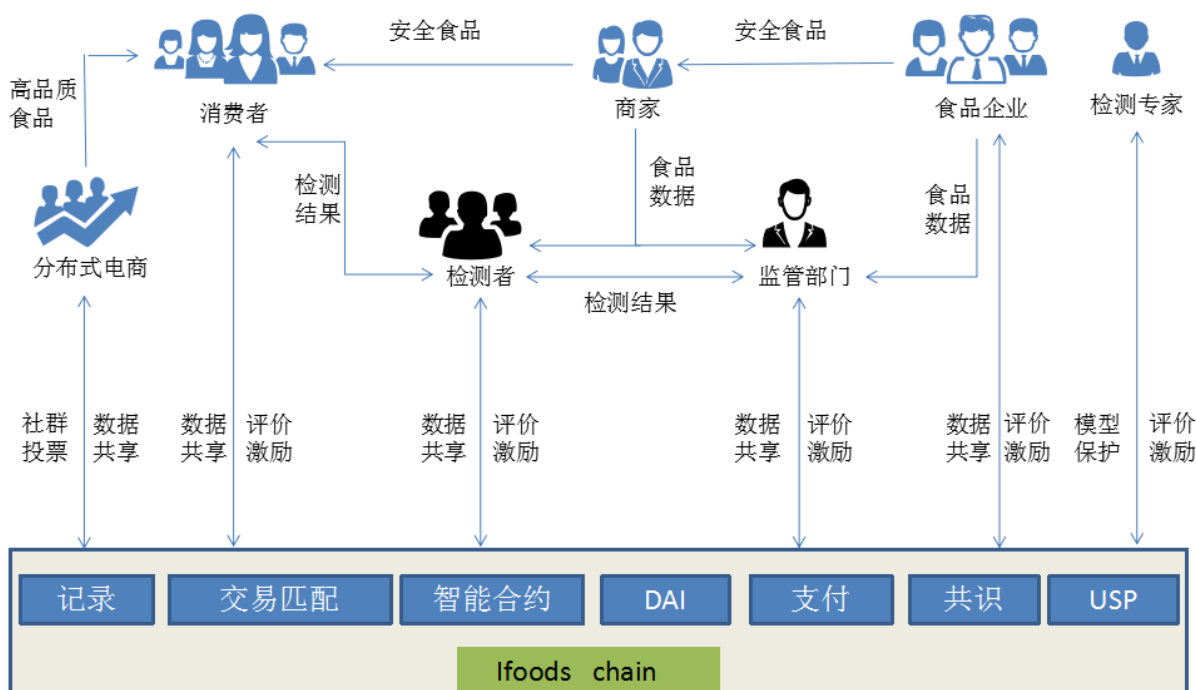 安全食品
安全食品
高品质
食品
消费者
商家
食品企业
检测专家
检测
结果
食品
数据
食品
数据
分布式电商
检测者
监管部门
检测结果
社群
投票
数据
共享
数据
共享
评价
激励
数据
共享
评价
激励
数据
共享
评价
激励
数据
共享
评价
激励
模型
保护
评价
激励
记录
交易匹配
智能合约
DAI
支付
共识
USP
Ifoods chain